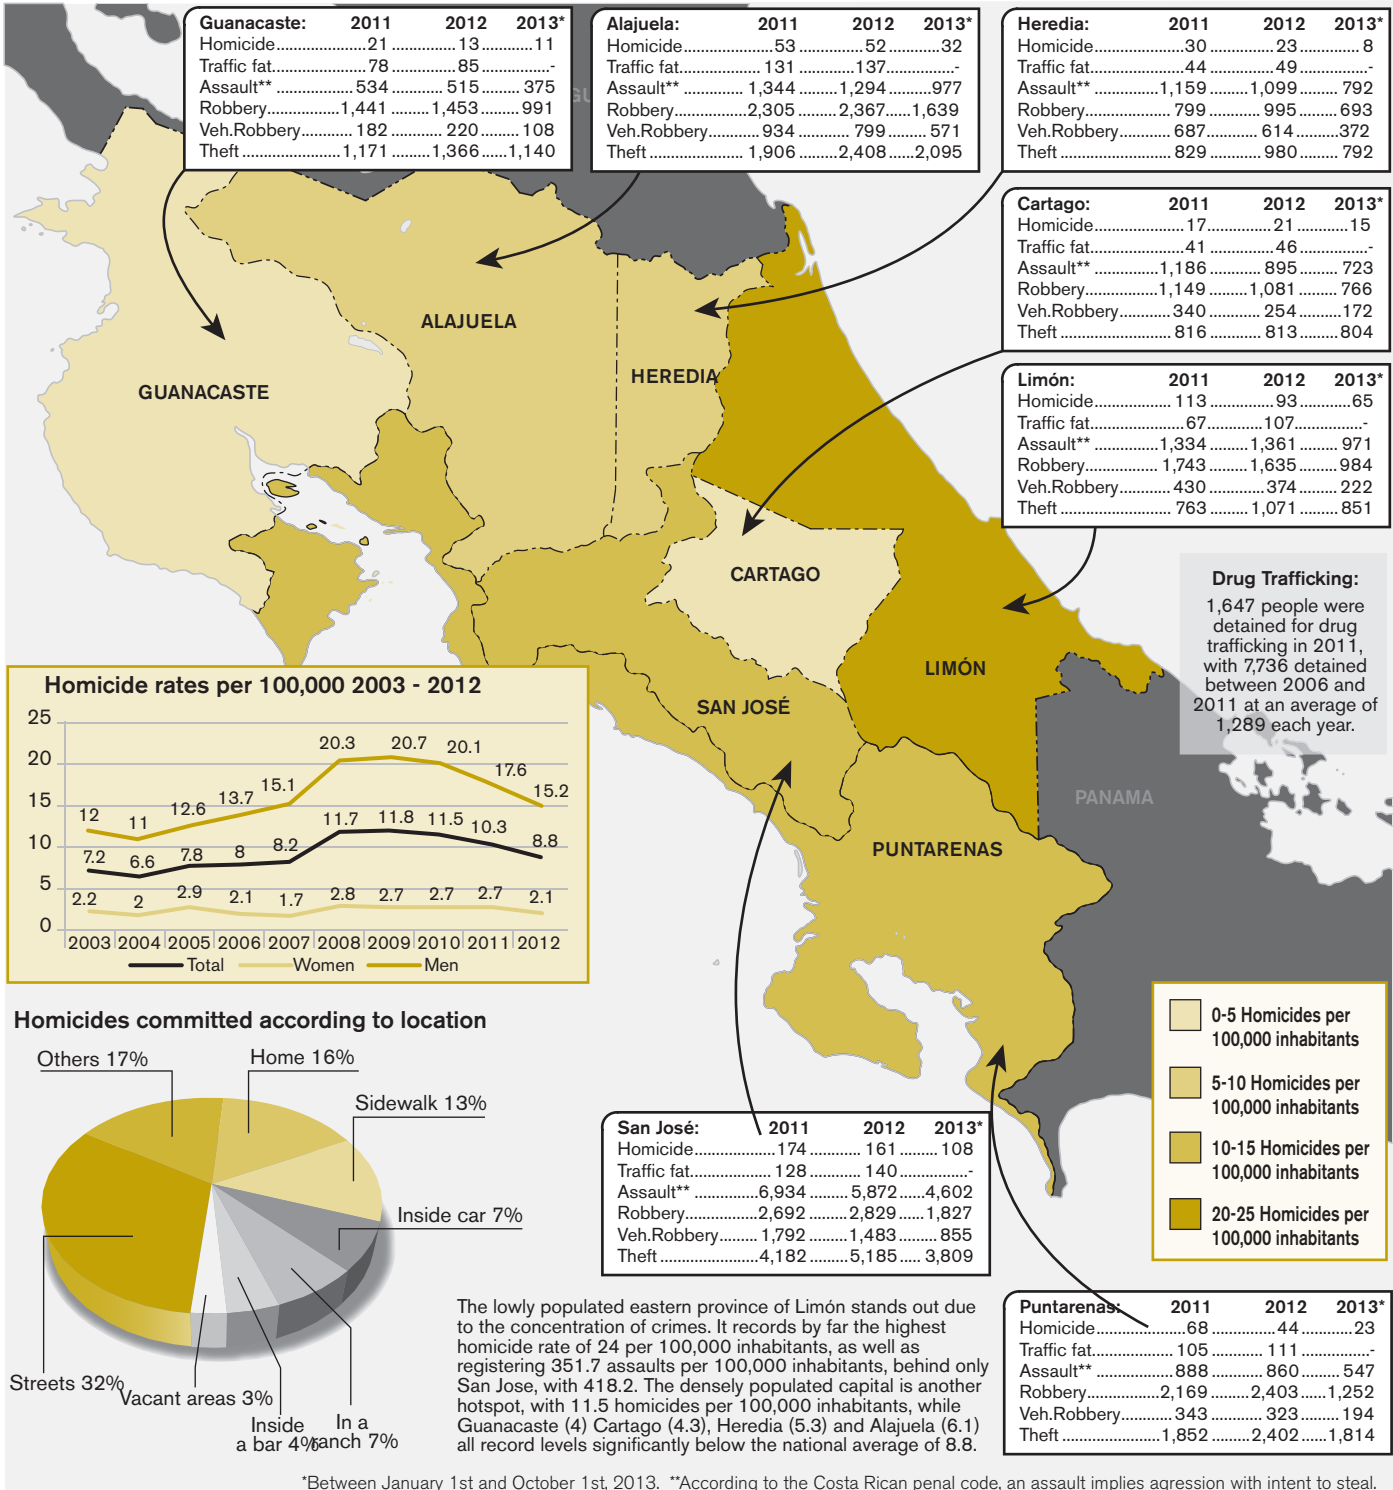 Guanacaste: 2011 2012 2013*
Homicide 21 13 11
Traffic fat. 78 85 -
Assault** 534 515 375
Robbery 1,441 1,453 991
Veh.Robbery 182 220 108
Theft 1,171 1,366 1,140
Alajuela: 2011 2012 2013*
Homicide 53 52 32
Traffic fat. 131 137 -
Assault** 1,344 1,294 977
Robbery 2,305 2,367 1,639
Veh.Robbery 934 799 571
Theft 1,906 2,408 2,095
Heredia: 2011 2012 2013*
Homicide 30 23 8
Traffic fat. 44 49 -
Assault** 1,159 1,099 792
Robbery 799 995 693
Veh.Robbery 687 614 372
Theft 829 980 792
Cartago: 2011 2012 2013*
Homicide 17 21 15
Traffic fat. 41 46 -
Assault** 1,186 895 723
Robbery 1,149 1,081 766
Veh.Robbery 340 254 172
Theft 816 813 804
Limón: 2011 2012 2013*
Homicide 113 93 65
Traffic fat. 67 107 -
Assault** 1,334 1,361 971
Robbery 1,743 1,635 984
Veh.Robbery 430 374 222
Theft 763 1,071 851
ALAJUELA
HEREDIA
GUANACASTE
CARTAGO
LIMÓN
SAN JOSÉ
PANAMA
PUNTARENAS
Drug Trafficking:
1,647 people were
detained for drug
trafficking in 2011,
with 7,736 detained
between 2006 and
2011 at an average of
1,289 each year.
Homicide rates per 100,000 2003 - 2012
25
20
15
10
5
0
12 11 12.6 13.7 15.1 20.3 20.7 20.1 17.6 15.2
7.2 6.6 7.8 8 8.2 11.7 11.8 11.5 10.3 8.8
2.2 2 2.9 2.1 1.7 2.8 2.7 2.7 2.7 2.1
2003 2004 2005 2006 2007 2008 2009 2010 2011 2012
Total Women Men
Homicides committed according to location
Others 17%
Home 16%
Sidewalk 13%
Inside car 7%
In a
ranch 7%
Inside
a bar 4%
Vacant areas 3%
Streets 32%
0-5 Homicides per
100,000 inhabitants
5-10 Homicides per
100,000 inhabitants
10-15 Homicides per
100,000 inhabitants
20-25 Homicides per
100,000 inhabitants
San José: 2011 2012 2013*
Homicide 174 161 108
Traffic fat. 128 140 -
Assault** 6,934 5,872 4,602
Robbery 2,692 2,829 1,827
Veh.Robbery 1,792 1,483 855
Theft 4,182 5,185 3,809
Puntarenas: 2011 2012 2013*
Homicide 68 44 23
Traffic fat. 105 111 -
Assault** 888 860 547
Robbery 2,169 2,403 1,252
Veh.Robbery 343 323 194
Theft 1,852 2,402 1,814
The lowly populated eastern province of Limón stands out due
to the concentration of crimes. It records by far the highest
homicide rate of 24 per 100,000 inhabitants, as well as
registering 351.7 assaults per 100,000 inhabitants, behind only
San Jose, with 418.2. The densely populated capital is another
hotspot, with 11.5 homicides per 100,000 inhabitants, while
Guanacaste (4) Cartago (4.3), Heredia (5.3) and Alajuela (6.1)
all record levels significantly below the national average of 8.8.
*Between January 1st and October 1st, 2013. **According to the Costa Rican penal code, an assault implies agression with intent to steal.